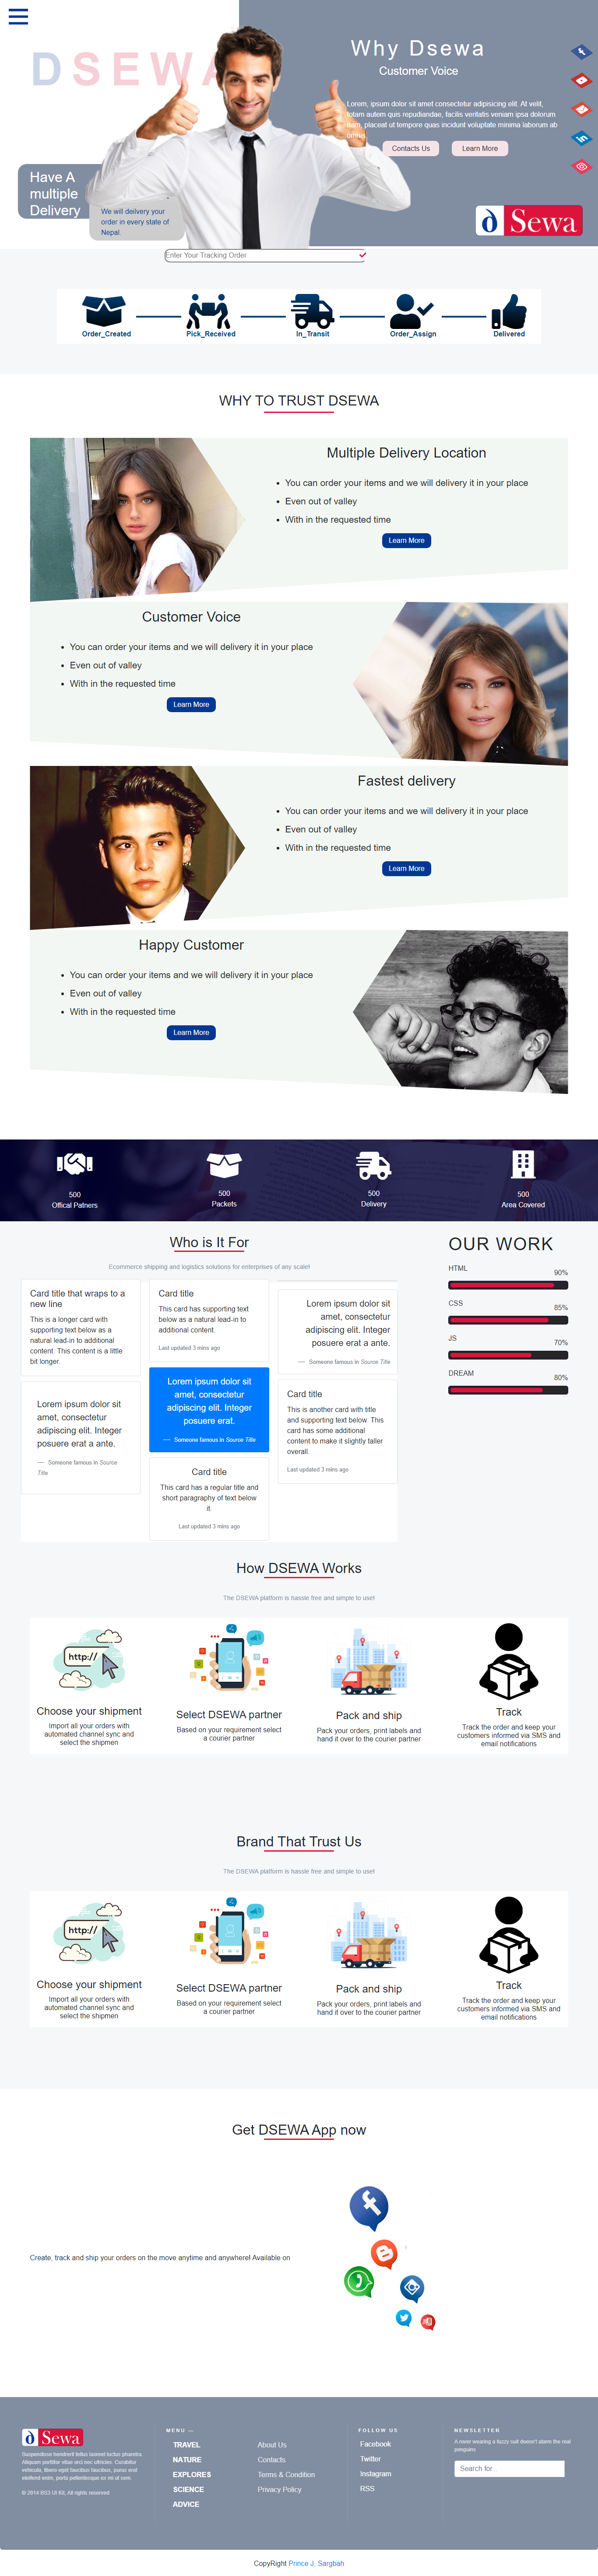 DSEWA
Why Dsewa
Customer Voice
Lorem, ipsum dolor sit amet consectetur adipisicing elit. At velit,
totam autem quis repudiandae, facilis veritatis veniam ipsa dolorum
nam, placeat ut tempore quas incidunt voluptate minima laborum ab
omnis.
Contacts Us
Learn More
Have A
multiple
Delivery
We will delivery your
order in every state of
Nepal.
d Sewa
Enter Your Tracking Order
Order_Created
Pick_Received
In_Transit
Order_Assign
Delivered
WHY TO TRUST DSEWA
Multiple Delivery Location
You can order your items and we will delivery it in your place
Even out of valley
With in the requested time
Learn More
Customer Voice
You can order your items and we will delivery it in your place
Even out of valley
With in the requested time
Learn More
Fastest delivery
You can order your items and we will delivery it in your place
Even out of valley
With in the requested time
Learn More
Happy Customer
You can order your items and we will delivery it in your place
Even out of valley
With in the requested time
Learn More
500
Offical Patners
500
Packets
500
Delivery
500
Area Covered
Who is It For
Ecommerce shipping and logistics solutions for enterprises of any scale!
Card title that wraps to a
new line
This is a longer card with
supporting text below as a
natural lead-in to additional
content. This content is a little
bit longer.
Lorem ipsum dolor sit
amet, consectetur
adipiscing elit. Integer
posuere erat a ante.
— Someone famous in Source
Title
Card title
This card has supporting text
below as a natural lead-in to
additional content.
Last updated 3 mins ago
Lorem ipsum dolor sit
amet, consectetur
adipiscing elit. Integer
posuere erat.
— Someone famous in Source Title
Card title
This card has a regular title and
short paragraphy of text below
it.
Last updated 3 mins ago
Lorem ipsum dolor sit
amet, consectetur
adipiscing elit. Integer
posuere erat a ante.
— Someone famous in Source Title
Card title
This is another card with title
and supporting text below. This
card has some additional
content to make it slightly taller
overall.
Last updated 3 mins ago
OUR WORK
HTML
90%
CSS
85%
JS
70%
DREAM
80%
How DSEWA Works
The DSEWA platform is hassle free and simple to use!
http://
Choose your shipment
Import all your orders with
automated channel sync and
select the shipmen
Select DSEWA partner
Based on your requirement select
a courier partner
Pack and ship
Pack your orders, print labels and
hand it over to the courier partner
Track
Track the order and keep your
customers informed via SMS and
email notifications
Brand That Trust Us
The DSEWA platform is hassle free and simple to use!
http://
Choose your shipment
Import all your orders with
automated channel sync and
select the shipmen
Select DSEWA partner
Based on your requirement select
a courier partner
Pack and ship
Pack your orders, print labels and
hand it over to the courier partner
Track
Track the order and keep your
customers informed via SMS and
email notifications
Get DSEWA App now
Create, track and ship your orders on the move anytime and anywhere! Available on
d Sewa
Suspendisse hendrerit tellus laoreet luctus pharetra.
Aliquam porttitor vitae orci nec ultricies. Curabitur
vehicula, libero eget faucibus faucibus, purus erat
eleifend enim, porta pellentesque ex mi ut sem.
© 2014 BS3 UI Kit, All rights reserved
MENU —
TRAVEL
NATURE
EXPLORES
SCIENCE
ADVICE
About Us
Contacts
Terms & Condition
Privacy Policy
FOLLOW US
Facebook
Twitter
Instagram
RSS
NEWSLETTER
A rover wearing a fuzzy suit doesn't alarm the real
penguins
Search for...
CopyRight Prince J. Sargbah